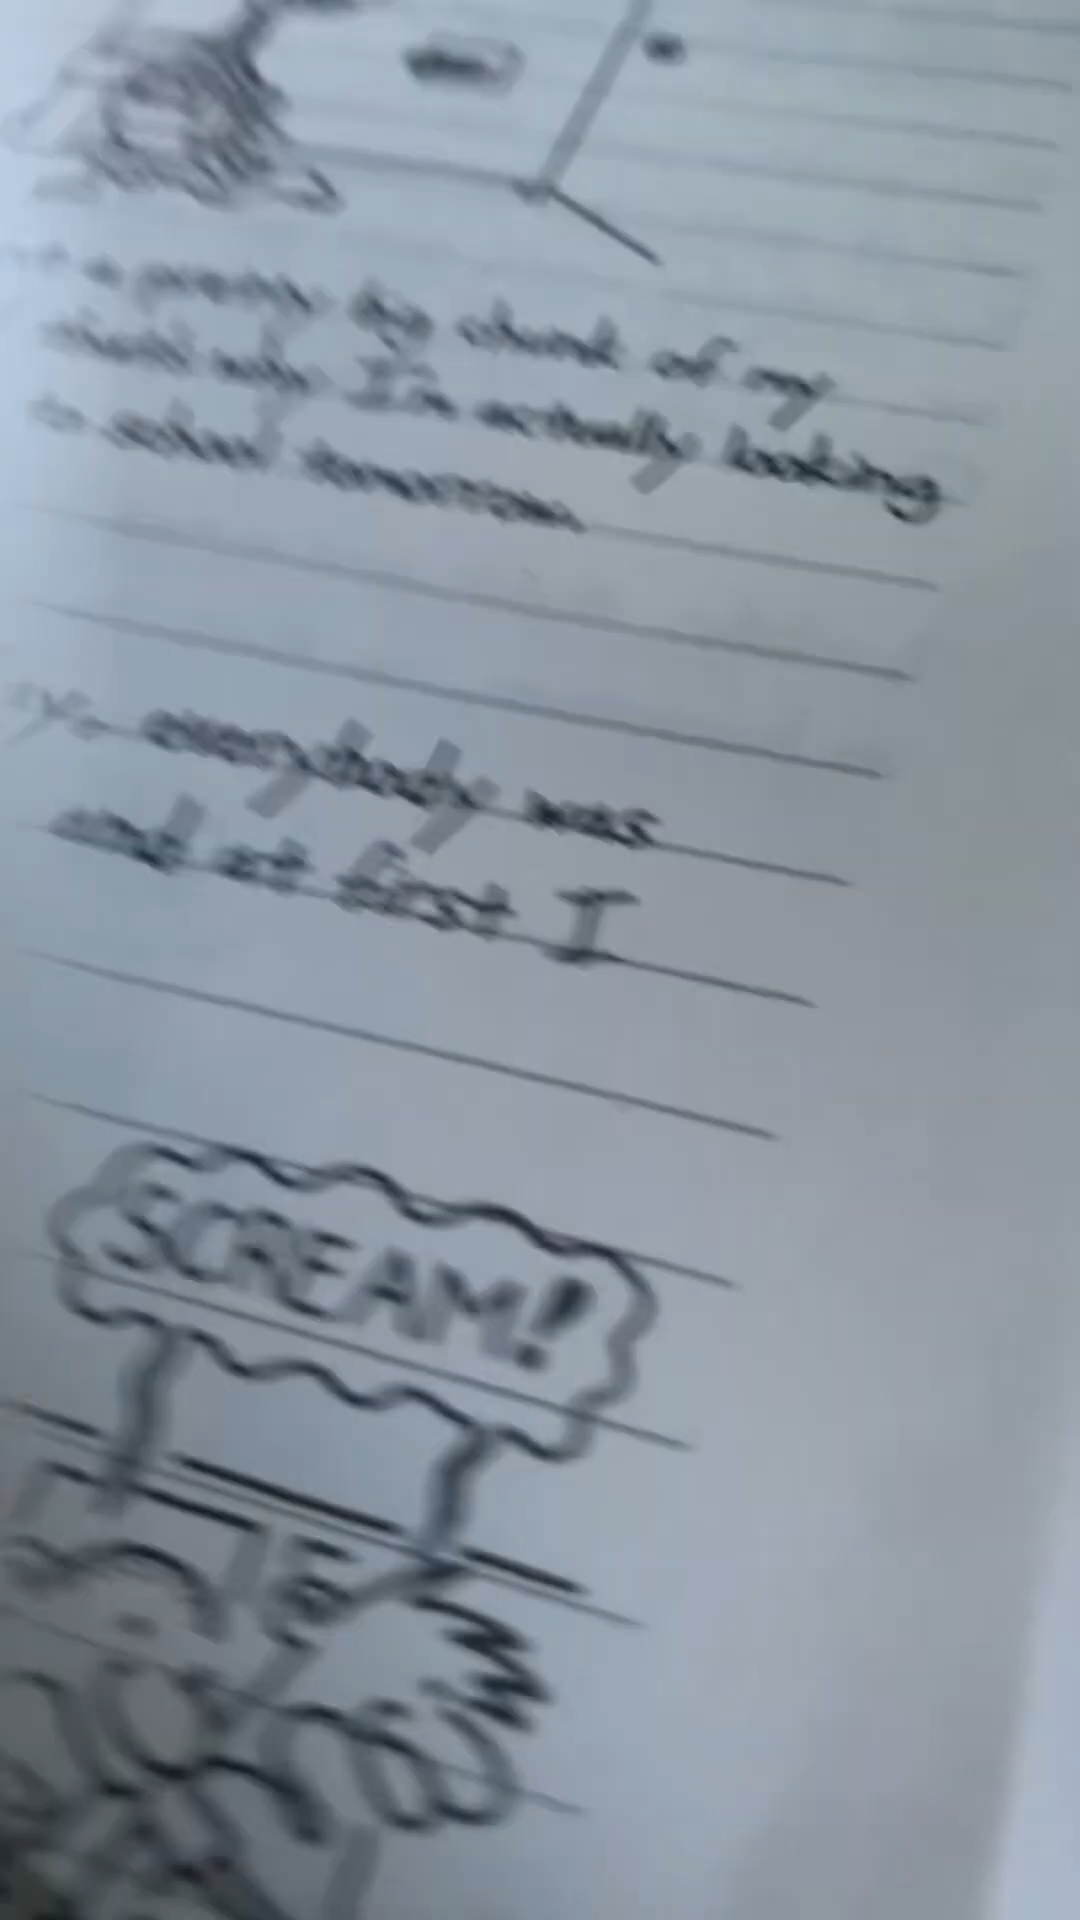 a pretty big chunk of my
that's why I'm actually looking
to school tomorrow.
everybody was
and at first I
SCREAM!